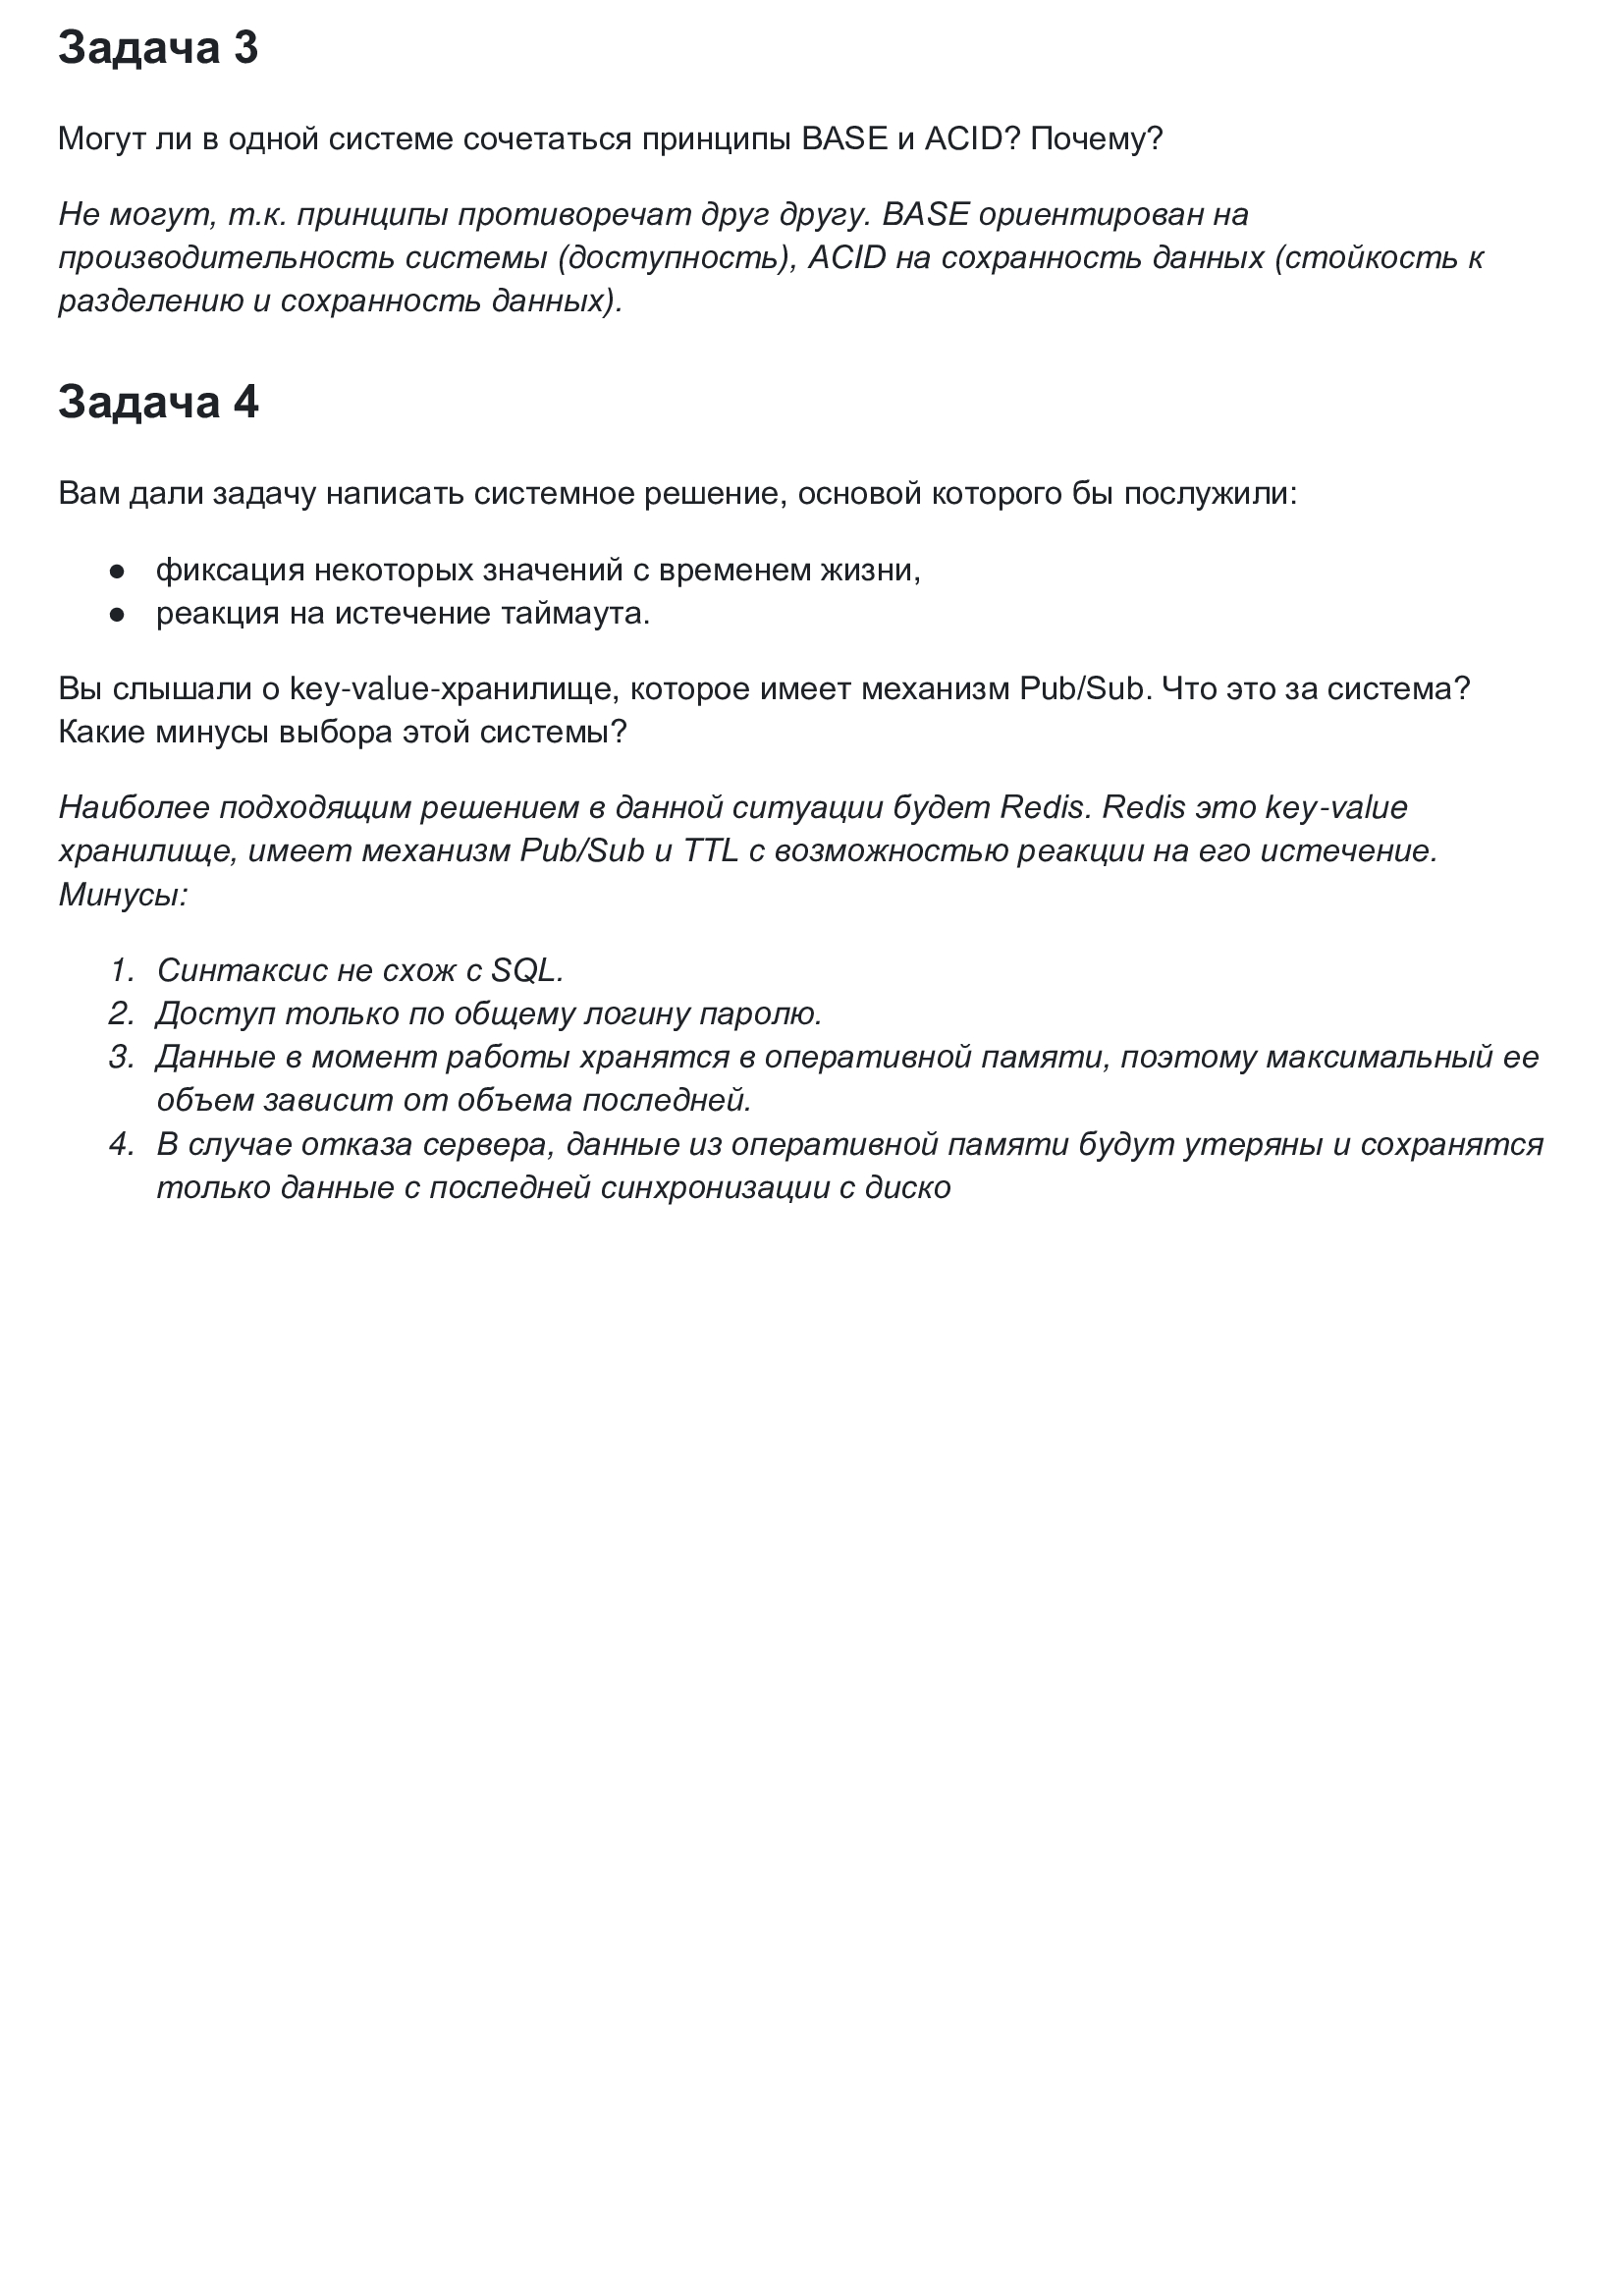 Задача 3
Могут ли в одной системе сочетаться принципы BASE и ACID? Почему?
Не могут, т.к. принципы противоречат друг другу. BASE ориентирован на
производительность системы (доступность), ACID на сохранность данных (стойкость к
разделению и сохранность данных).
Задача 4
Вам дали задачу написать системное решение, основой которого бы послужили:
● фиксация некоторых значений с временем жизни,
● реакция на истечение таймаута.
Вы слышали о key-value-хранилище, которое имеет механизм Pub/Sub. Что это за система?
Какие минусы выбора этой системы?
Наиболее подходящим решением в данной ситуации будет Redis. Redis это key-value
хранилище, имеет механизм Pub/Sub и TTL с возможностью реакции на его истечение.
Минусы:
1. Синтаксис не схож с SQL.
2. Доступ только по общему логину паролю.
3. Данные в момент работы хранятся в оперативной памяти, поэтому максимальный ее
объем зависит от объема последней.
4. В случае отказа сервера, данные из оперативной памяти будут утеряны и сохранятся
только данные с последней синхронизации с диско